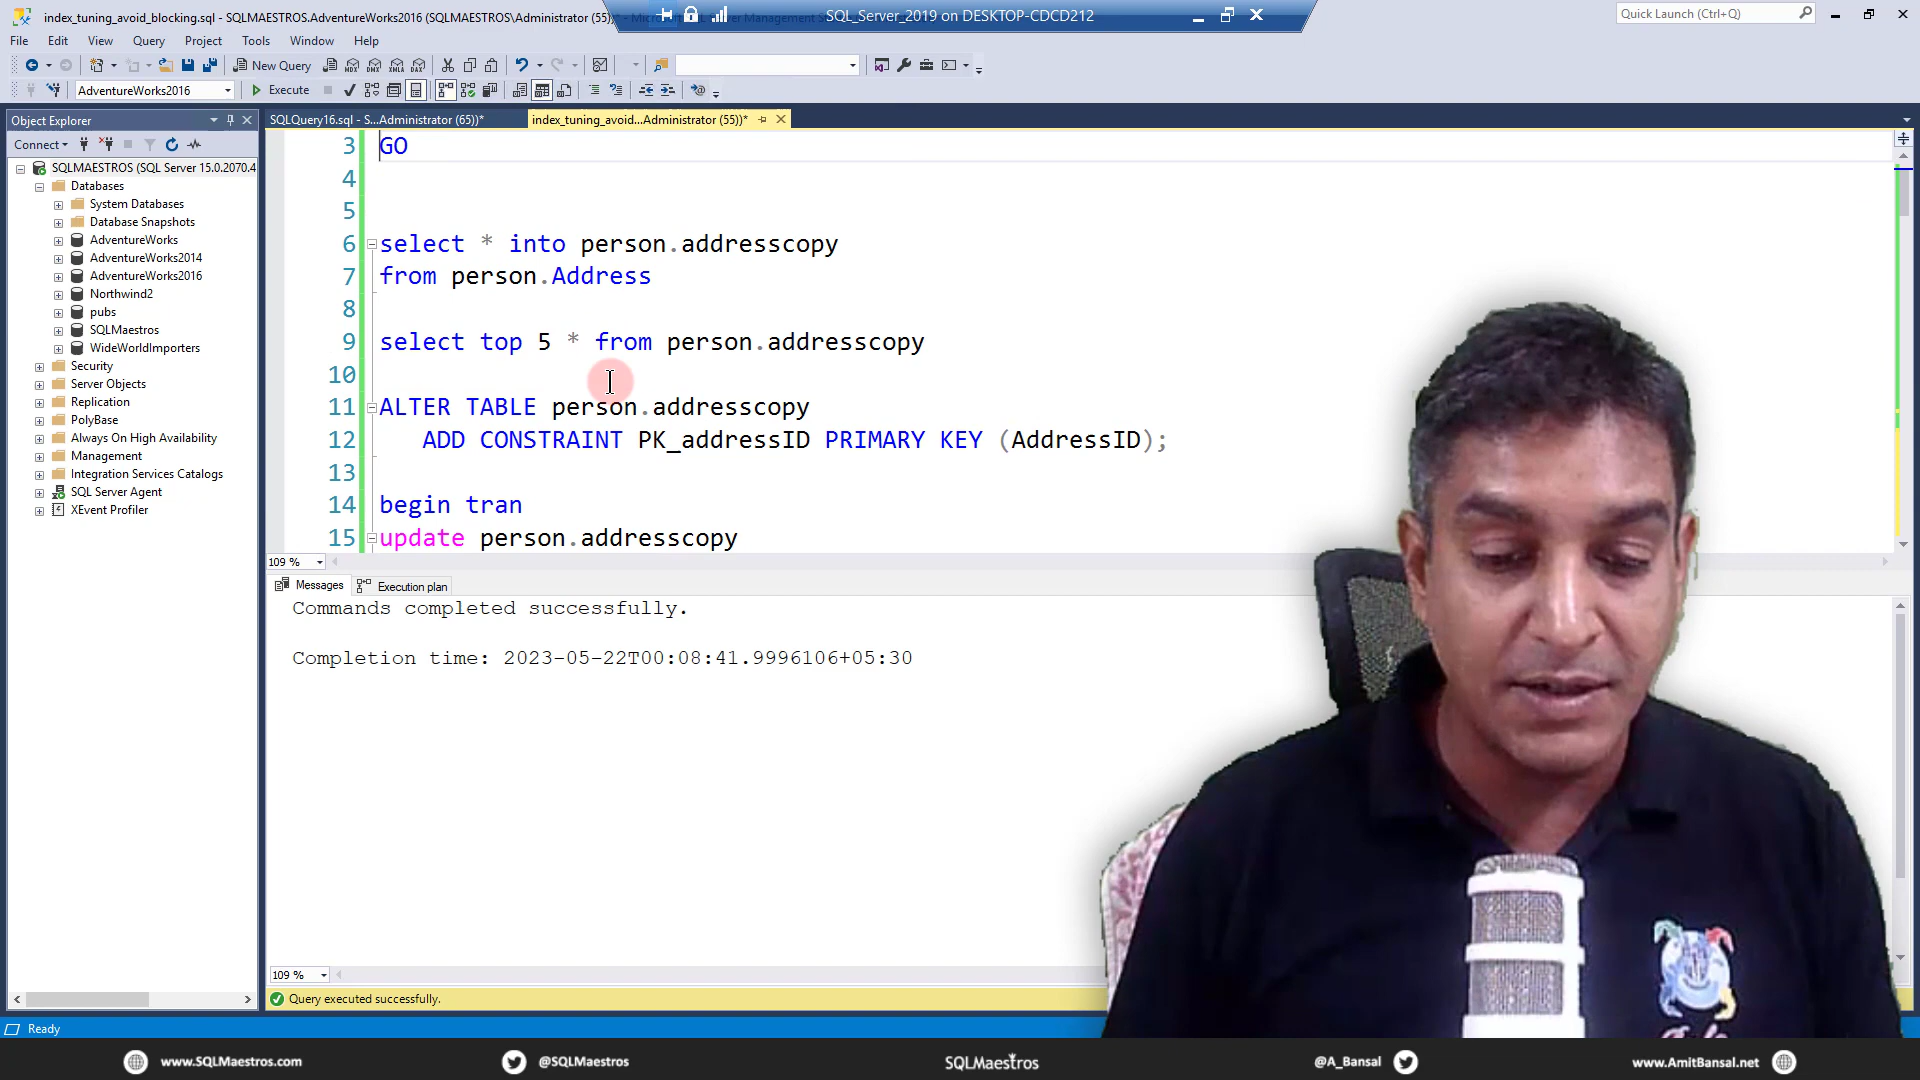 index_tuning_avoid_blocking.sql - SQLMAESTROS.AdventureWorks2016 (SQLMAESTROS\Administrator (55))*
SQL_Server_2019 on DESKTOP-CDCD212
Quick Launch (Ctrl+Q)
File Edit View Query Project Tools Window Help
New Query
AdventureWorks2016
Execute
Object Explorer
SQLQuery16.sql - S...Administrator (65))*
index_tuning_avoid...Administrator (55))*
Connect
SQLMAESTROS (SQL Server 15.0.2070.4
Databases
System Databases
Database Snapshots
AdventureWorks
AdventureWorks2014
AdventureWorks2016
Northwind2
pubs
SQLMaestros
WideWorldImporters
Security
Server Objects
Replication
PolyBase
Always On High Availability
Management
Integration Services Catalogs
SQL Server Agent
XEvent Profiler
3 GO
4
5
6 select * into person.addresscopy
7 from person.Address
8
9 select top 5 * from person.addresscopy
10
11 ALTER TABLE person.addresscopy
12 ADD CONSTRAINT PK_addressID PRIMARY KEY (AddressID);
13
14 begin tran
15 update person.addresscopy
109 %
Messages Execution plan
Commands completed successfully.
Completion time: 2023-05-22T00:08:41.9996106+05:30
109 %
Query executed successfully.
Ready
www.SQLMaestros.com @SQLMaestros SQLMaestros @A_Bansal www.AmitBansal.net